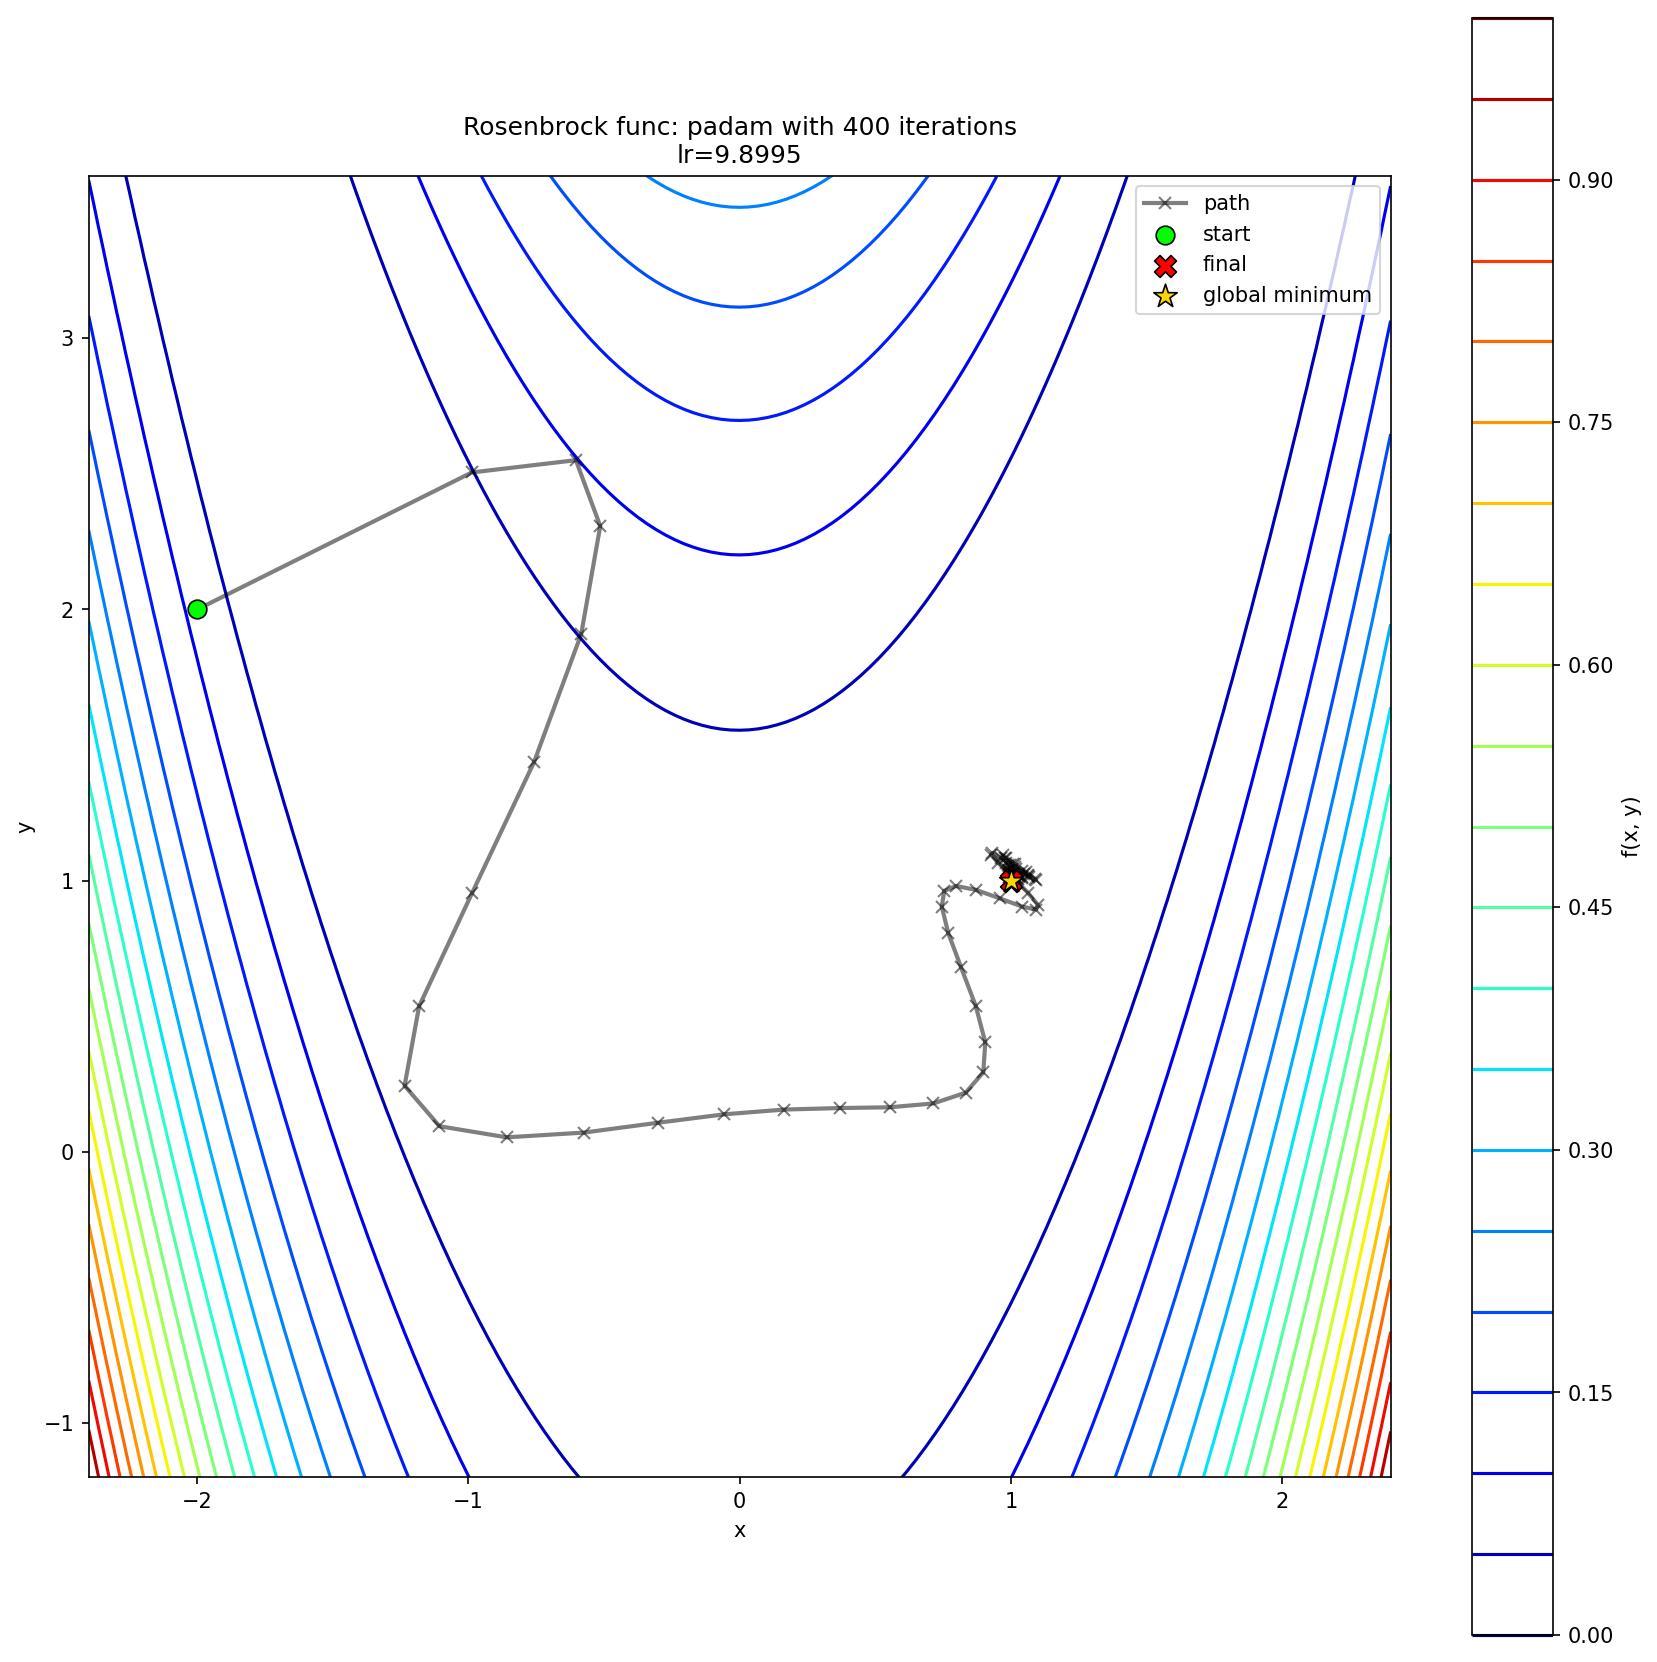 Rosenbrock func: padam with 400 iterations
lr=9.8995
path
start
final
global minimum
3
2
1
0
−1
y
−2
−1
0
1
2
x
0.90
0.75
0.60
0.45
0.30
0.15
0.00
f(x, y)